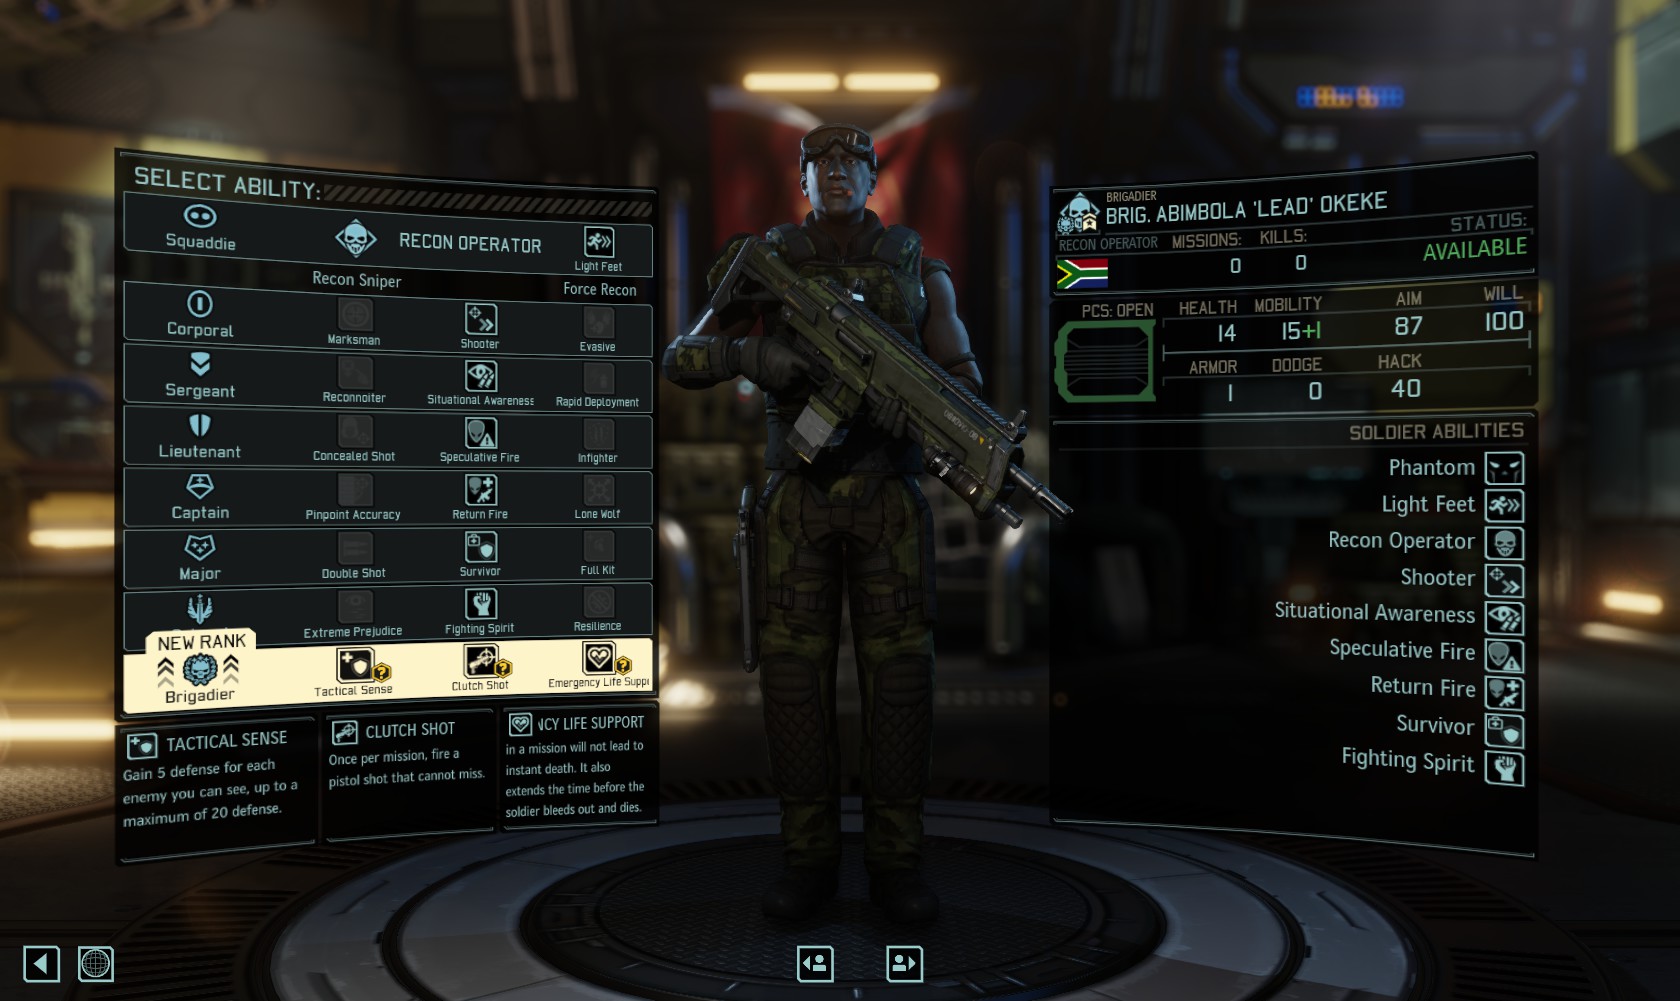 SELECT ABILITY:
Squaddie
RECON OPERATOR
Light Feet
Recon Sniper
Force Recon
Corporal
Marksman
Shooter
Evasive
Sergeant
Reconnoiter
Situational Awareness
Rapid Deployment
Lieutenant
Concealed Shot
Speculative Fire
Infighter
Captain
Pinpoint Accuracy
Return Fire
Lone Wolf
Major
Double Shot
Survivor
Full Kit
Extreme Prejudice
Fighting Spirit
Resilience
NEW RANK
Brigadier
Tactical Sense
Clutch Shot
Emergency Life Suppo
TACTICAL SENSE
Gain 5 defense for each
enemy you can see, up to a
maximum of 20 defense.
CLUTCH SHOT
Once per mission, fire a
pistol shot that cannot miss.
NCY LIFE SUPPORT
in a mission will not lead to
instant death. It also
extends the time before the
soldier bleeds out and dies.
BRIGADIER
BRIG. ABIMBOLA 'LEAD' OKEKE
RECON OPERATOR
MISSIONS:
KILLS:
STATUS:
0
0
AVAILABLE
PCS: OPEN
HEALTH
MOBILITY
AIM
WILL
14
15+1
87
100
ARMOR
DODGE
HACK
1
0
40
SOLDIER ABILITIES
Phantom
Light Feet
Recon Operator
Shooter
Situational Awareness
Speculative Fire
Return Fire
Survivor
Fighting Spirit